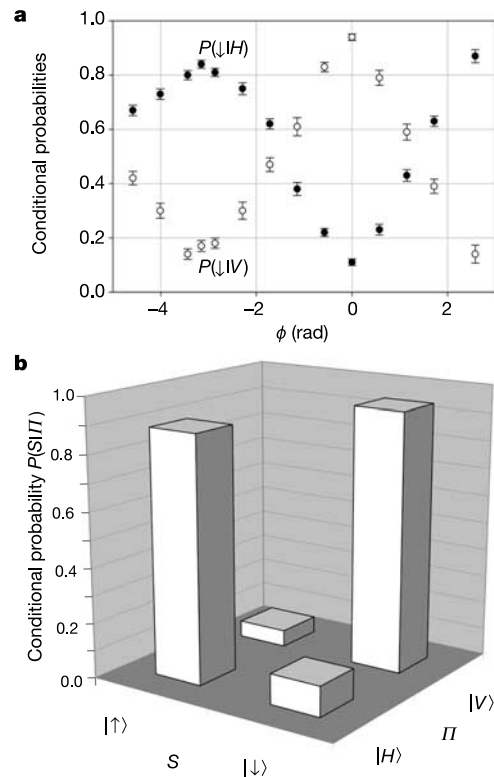 a
Conditional probabilities
1.0
0.8
0.6
0.4
0.2
0.0
P(↓|H)
P(↓|V)
−4
−2
0
2
ϕ (rad)
b
Conditional probability P(S|Π)
1.0
0.8
0.6
0.4
0.2
0.0
|↑⟩
S
|↓⟩
|H⟩
Π
|V⟩